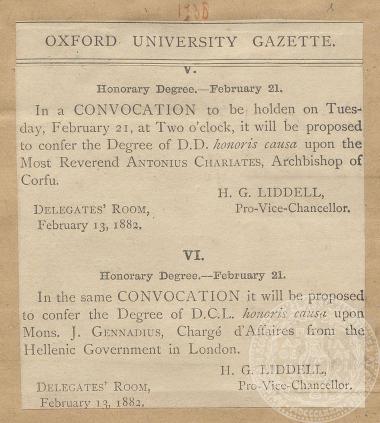 1338
OXFORD UNIVERSITY GAZETTE.
V.
Honorary Degree.—February 21.
In a CONVOCATION to be holden on Tues-
day, February 21, at Two o'clock, it will be proposed
to confer the Degree of D.D. honoris causa upon the
Most Reverend ANTONIUS CHARIATES, Archbishop of
Corfu.
H. G. LIDDELL,
DELEGATES' ROOM, Pro-Vice-Chancellor.
February 13, 1882.
VI.
Honorary Degree.—February 21.
In the same CONVOCATION it will be proposed
to confer the Degree of D.C.L. honoris causa upon
Mons. J. GENNADIUS, Chargé d'Affaires from the
Hellenic Government in London.
H. G. LIDDELL,
DELEGATES' ROOM, Pro-Vice-Chancellor.
February 13, 1882.